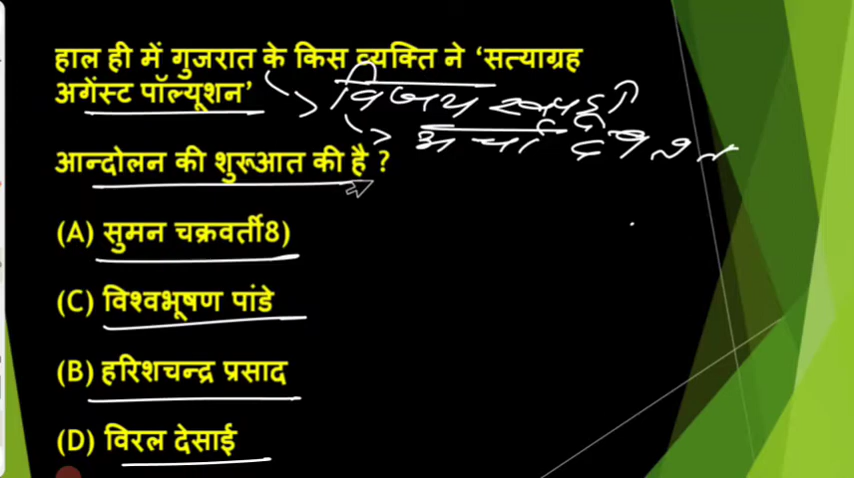 हाल ही में गुजरात के किस व्यक्ति ने ‘सत्याग्रह
अगेंस्ट पॉल्यूशन’
विजय
आन्दोलन की शुरूआत की है ?
(A) सुमन चक्रवर्ती8)
(C) विश्वभूषण पांडे
(B) हरिशचन्द्र प्रसाद
(D) विरल देसाई